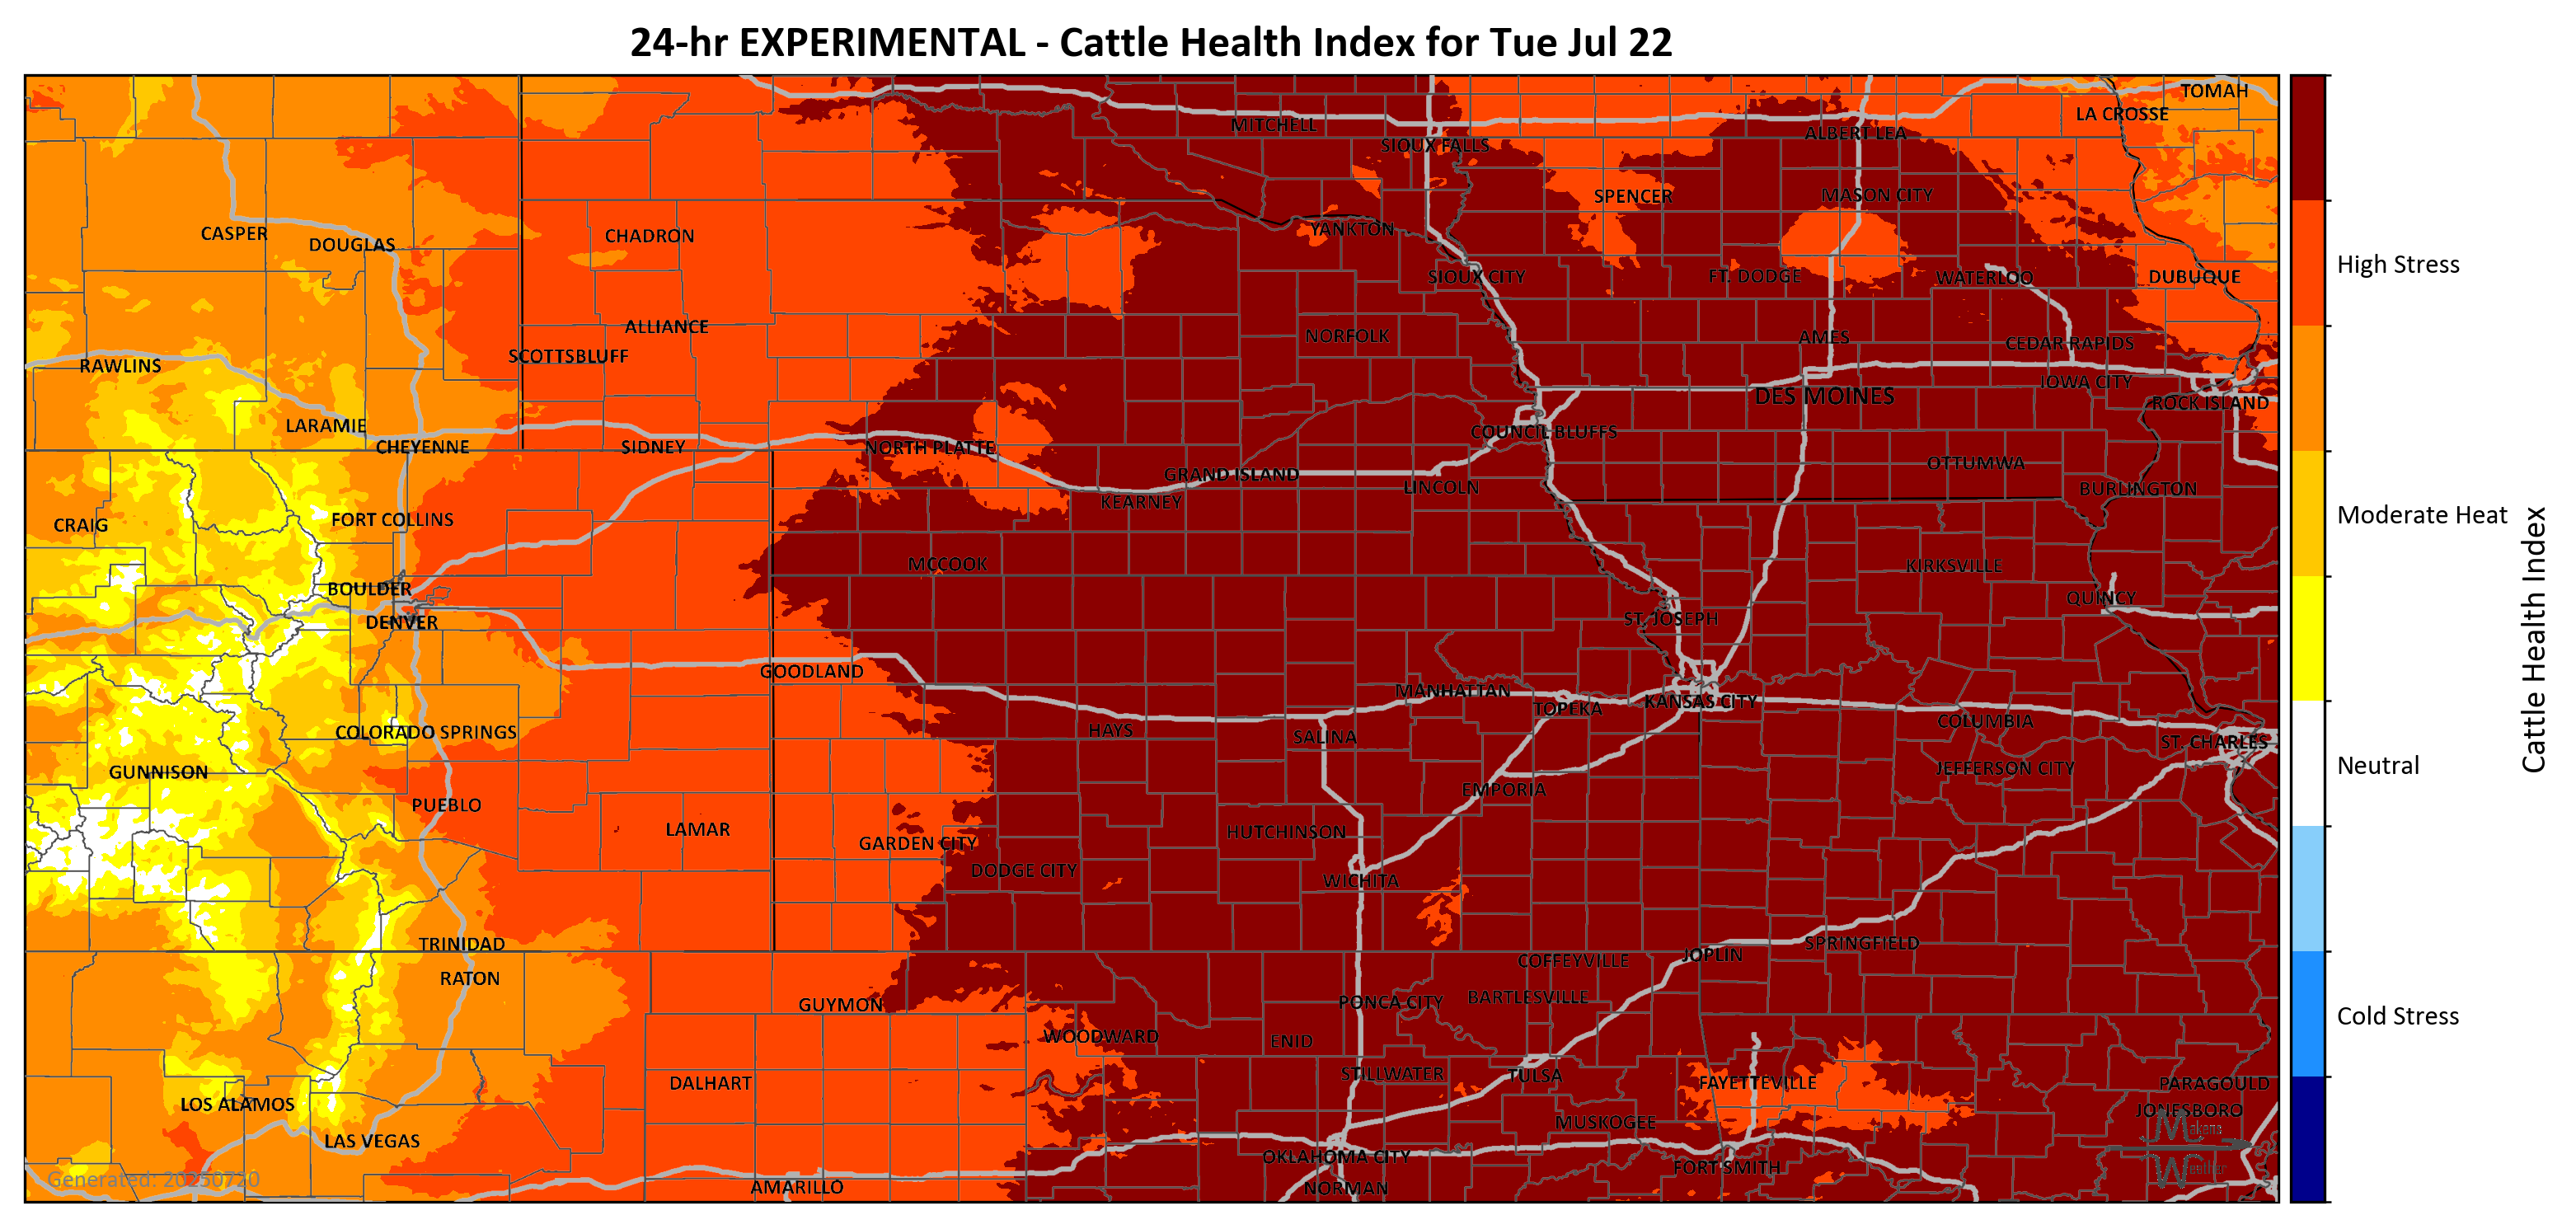 24-hr EXPERIMENTAL - Cattle Health Index for Tue Jul 22
TOMAH
LA CROSSE
MITCHELL
ALBERT LEA
SIOUX FALLS
SPENCER
MASON CITY
CASPER
DOUGLAS
CHADRON
YANKTON
High Stress
SIOUX CITY
FT. DODGE
WATERLOO
DUBUQUE
ALLIANCE
NORFOLK
AMES
CEDAR RAPIDS
SCOTTSBLUFF
RAWLINS
IOWA CITY
DES MOINES
ROCK ISLAND
LARAMIE
COUNCIL BLUFFS
CHEYENNE
SIDNEY
NORTH PLATTE
OTTUMWA
GRAND ISLAND
LINCOLN
BURLINGTON
KEARNEY
Moderate Heat
CRAIG
FORT COLLINS
MCCOOK
KIRKSVILLE
BOULDER
QUINCY
DENVER
ST. JOSEPH
Cattle Health Index
GOODLAND
MANHATTAN
KANSAS CITY
TOPEKA
COLUMBIA
COLORADO SPRINGS
HAYS
SALINA
ST. CHARLES
GUNNISON
JEFFERSON CITY
Neutral
EMPORIA
PUEBLO
LAMAR
HUTCHINSON
GARDEN CITY
DODGE CITY
WICHITA
TRINIDAD
SPRINGFIELD
JOPLIN
COFFEYVILLE
RATON
BARTLESVILLE
PONCA CITY
GUYMON
Cold Stress
WOODWARD
ENID
STILLWATER
TULSA
DALHART
FAYETTEVILLE
PARAGOULD
LOS ALAMOS
JONESBORO
MUSKOGEE
Makens
Weather
LAS VEGAS
OKLAHOMA CITY
FORT SMITH
Generated: 20250720
AMARILLO
NORMAN